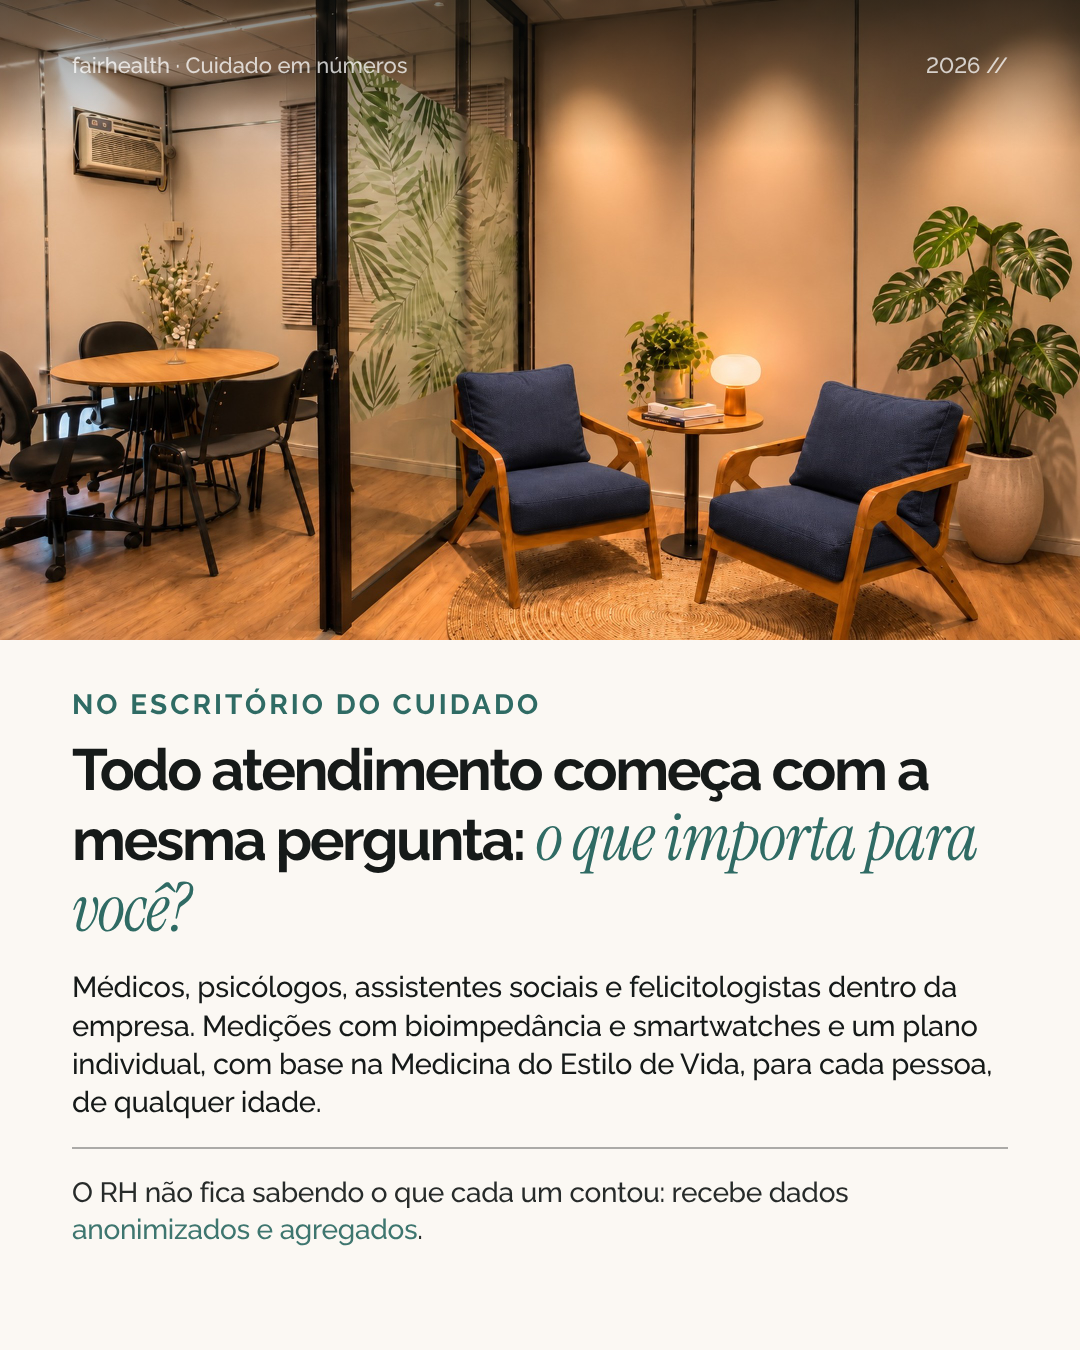 fairhealth · Cuidado em números
2026 //
NO ESCRITÓRIO DO CUIDADO
Todo atendimento começa com a
mesma pergunta: o que importa para
você?
Médicos, psicólogos, assistentes sociais e felicitologistas dentro da
empresa. Medições com bioimpedância e smartwatches e um plano
individual, com base na Medicina do Estilo de Vida, para cada pessoa,
de qualquer idade.
O RH não fica sabendo o que cada um contou: recebe dados
anonimizados e agregados.